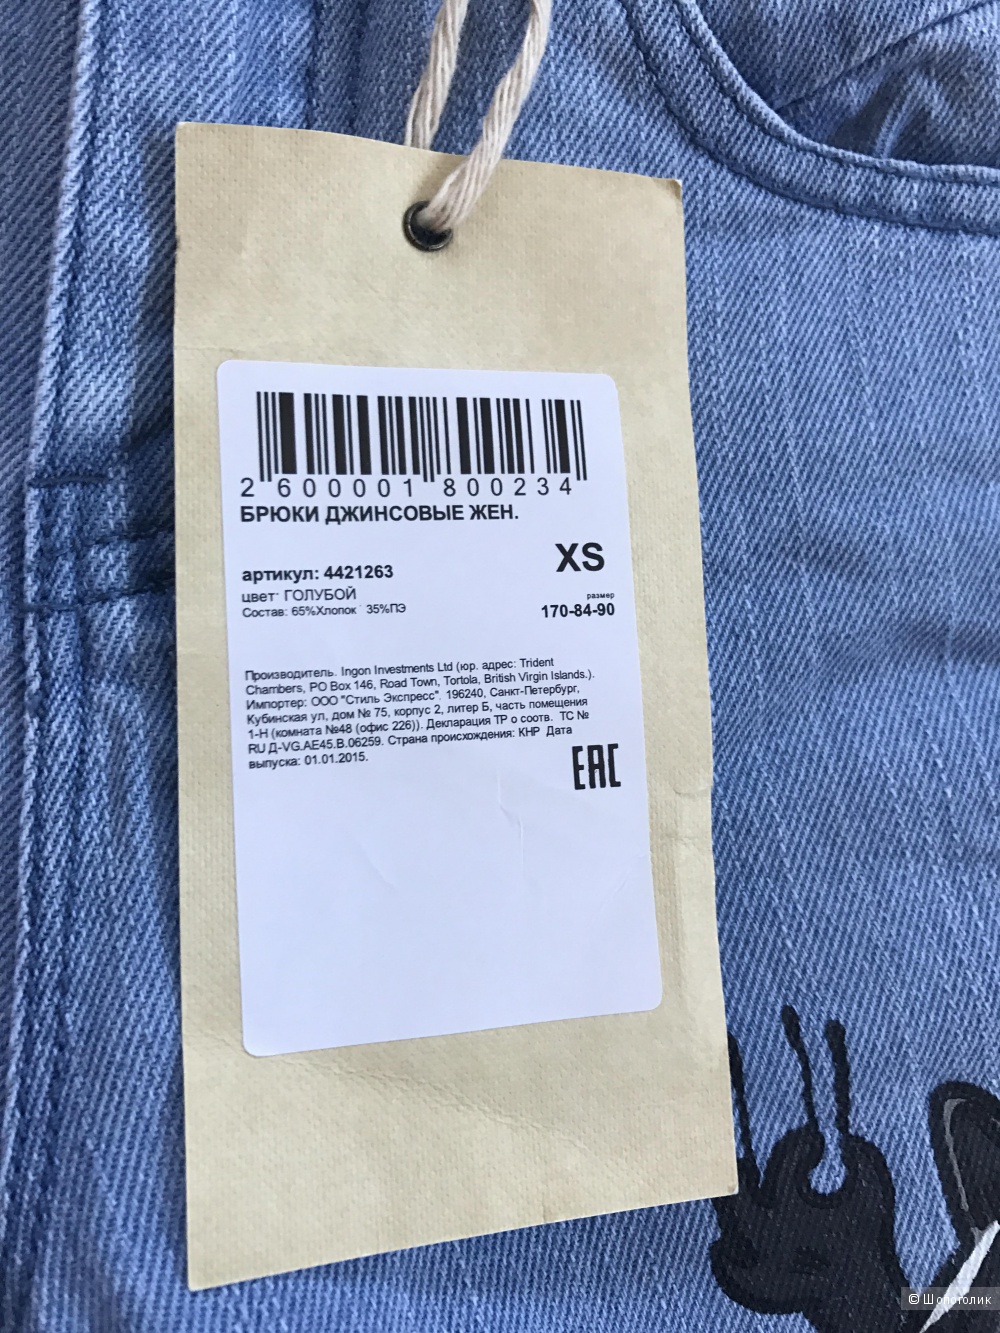 2 600001 800234
БРЮКИ ДЖИНСОВЫЕ ЖЕН.
XS
артикул: 4421263
цвет: ГОЛУБОЙ
Состав: 65%Хлопок 35%ПЭ
размер
170-84-90
Производитель. Ingon Investments Ltd (юр. адрес: Trident
Chambers, PO Box 146, Road Town, Tortola, British Virgin Islands.).
Импортер: ООО "Стиль Экспресс". 196240, Санкт-Петербург,
Кубинская ул, дом № 75, корпус 2, литер Б, часть помещения
1-Н (комната №48 (офис 226)). Декларация ТР о соотв. ТС №
RU Д-VG.АЕ45.В.06259. Страна происхождения: КНР Дата
выпуска: 01.01.2015.
EAC
© Шопоголик